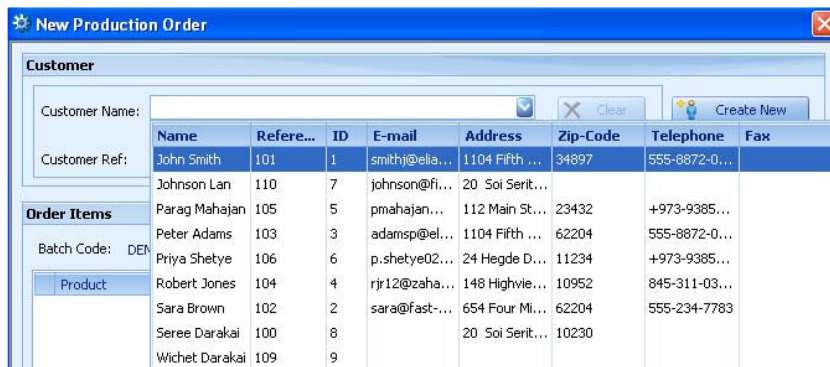 New Production Order
Customer
Customer Name:
Clear
Create New
Name Refere... ID E-mail Address Zip-Code Telephone Fax
Customer Ref: John Smith 101 1 smithj@elia... 1104 Fifth ... 34897 555-8872-0...
Johnson Lan 110 7 johnson@fi... 20 Soi Serit...
Order Items Parag Mahajan 105 5 pmahajan... 112 Main St... 23432 +973-9385...
Peter Adams 103 3 adamsp@el... 1104 Fifth ... 62204 555-8872-0...
Batch Code: DEM Priya Shetye 106 6 p.shetye02... 24 Hegde D... 11234 +973-9385...
Product Robert Jones 104 4 rjr12@zaha... 148 Highvie... 10952 845-311-03...
Sara Brown 102 2 sara@fast-... 654 Four Mi... 62204 555-234-7783
Seree Darakai 100 8 20 Soi Serit... 10230
Wichet Darakai 109 9